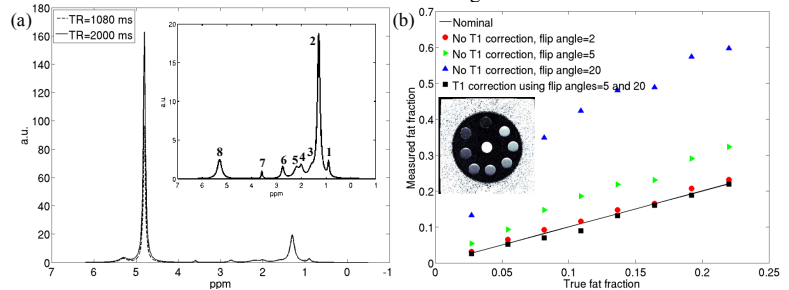 (a)
--- TR=1080 ms
— TR=2000 ms
180
160
140
120
100
80
60
40
20
0
a.u.
7 6 5 4 3 2 1 0 -1
ppm
20
15
10
5
0
a.u.
8 7 6 5 4 3 2 1
7 6 5 4 3 2 1 0 -1
ppm
(b)
Nominal
No T1 correction, flip angle=2
No T1 correction, flip angle=5
No T1 correction, flip angle=20
T1 correction using flip angles=5 and 20
0.7
0.6
0.5
0.4
0.3
0.2
0.1
0
Measured fat fraction
0 0.05 0.1 0.15 0.2 0.25
True fat fraction